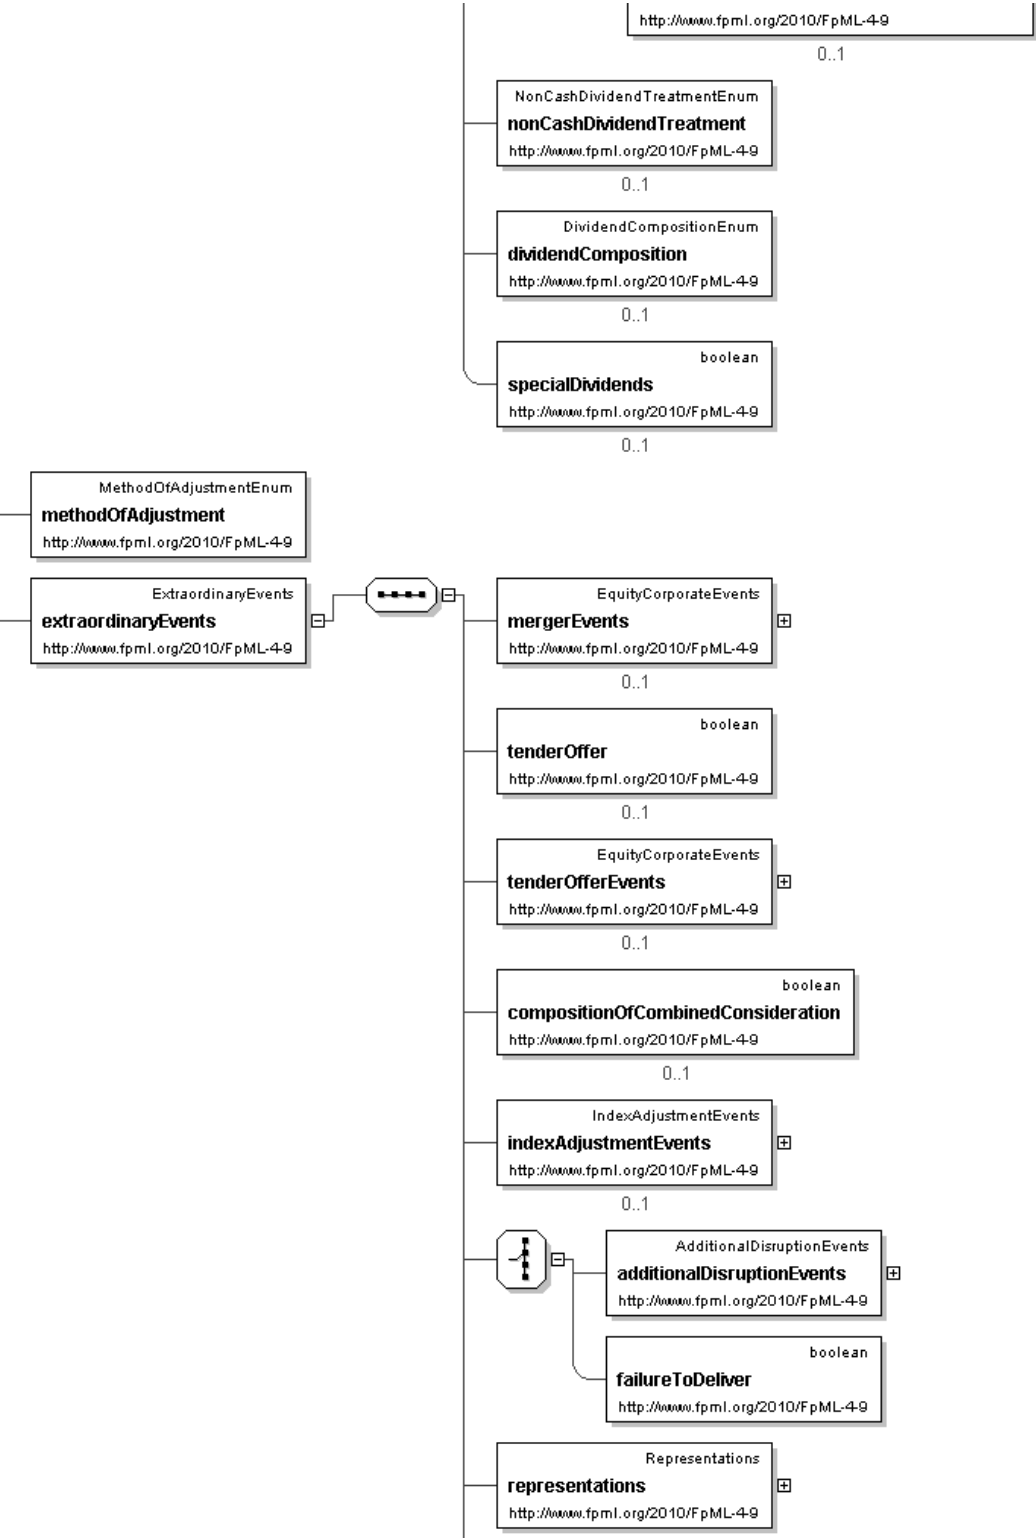 http://www.fpml.org/2010/FpML-4-9
0..1
NonCashDividendTreatmentEnum
nonCashDividendTreatment
http://www.fpml.org/2010/FpML-4-9
0..1
DividendCompositionEnum
dividendComposition
http://www.fpml.org/2010/FpML-4-9
0..1
boolean
specialDividends
http://www.fpml.org/2010/FpML-4-9
0..1
MethodOfAdjustmentEnum
methodOfAdjustment
http://www.fpml.org/2010/FpML-4-9
ExtraordinaryEvents
extraordinaryEvents
http://www.fpml.org/2010/FpML-4-9
EquityCorporateEvents
mergerEvents
http://www.fpml.org/2010/FpML-4-9
0..1
boolean
tenderOffer
http://www.fpml.org/2010/FpML-4-9
0..1
EquityCorporateEvents
tenderOfferEvents
http://www.fpml.org/2010/FpML-4-9
0..1
boolean
compositionOfCombinedConsideration
http://www.fpml.org/2010/FpML-4-9
0..1
IndexAdjustmentEvents
indexAdjustmentEvents
http://www.fpml.org/2010/FpML-4-9
0..1
AdditionalDisruptionEvents
additionalDisruptionEvents
http://www.fpml.org/2010/FpML-4-9
boolean
failureToDeliver
http://www.fpml.org/2010/FpML-4-9
Representations
representations
http://www.fpml.org/2010/FpML-4-9